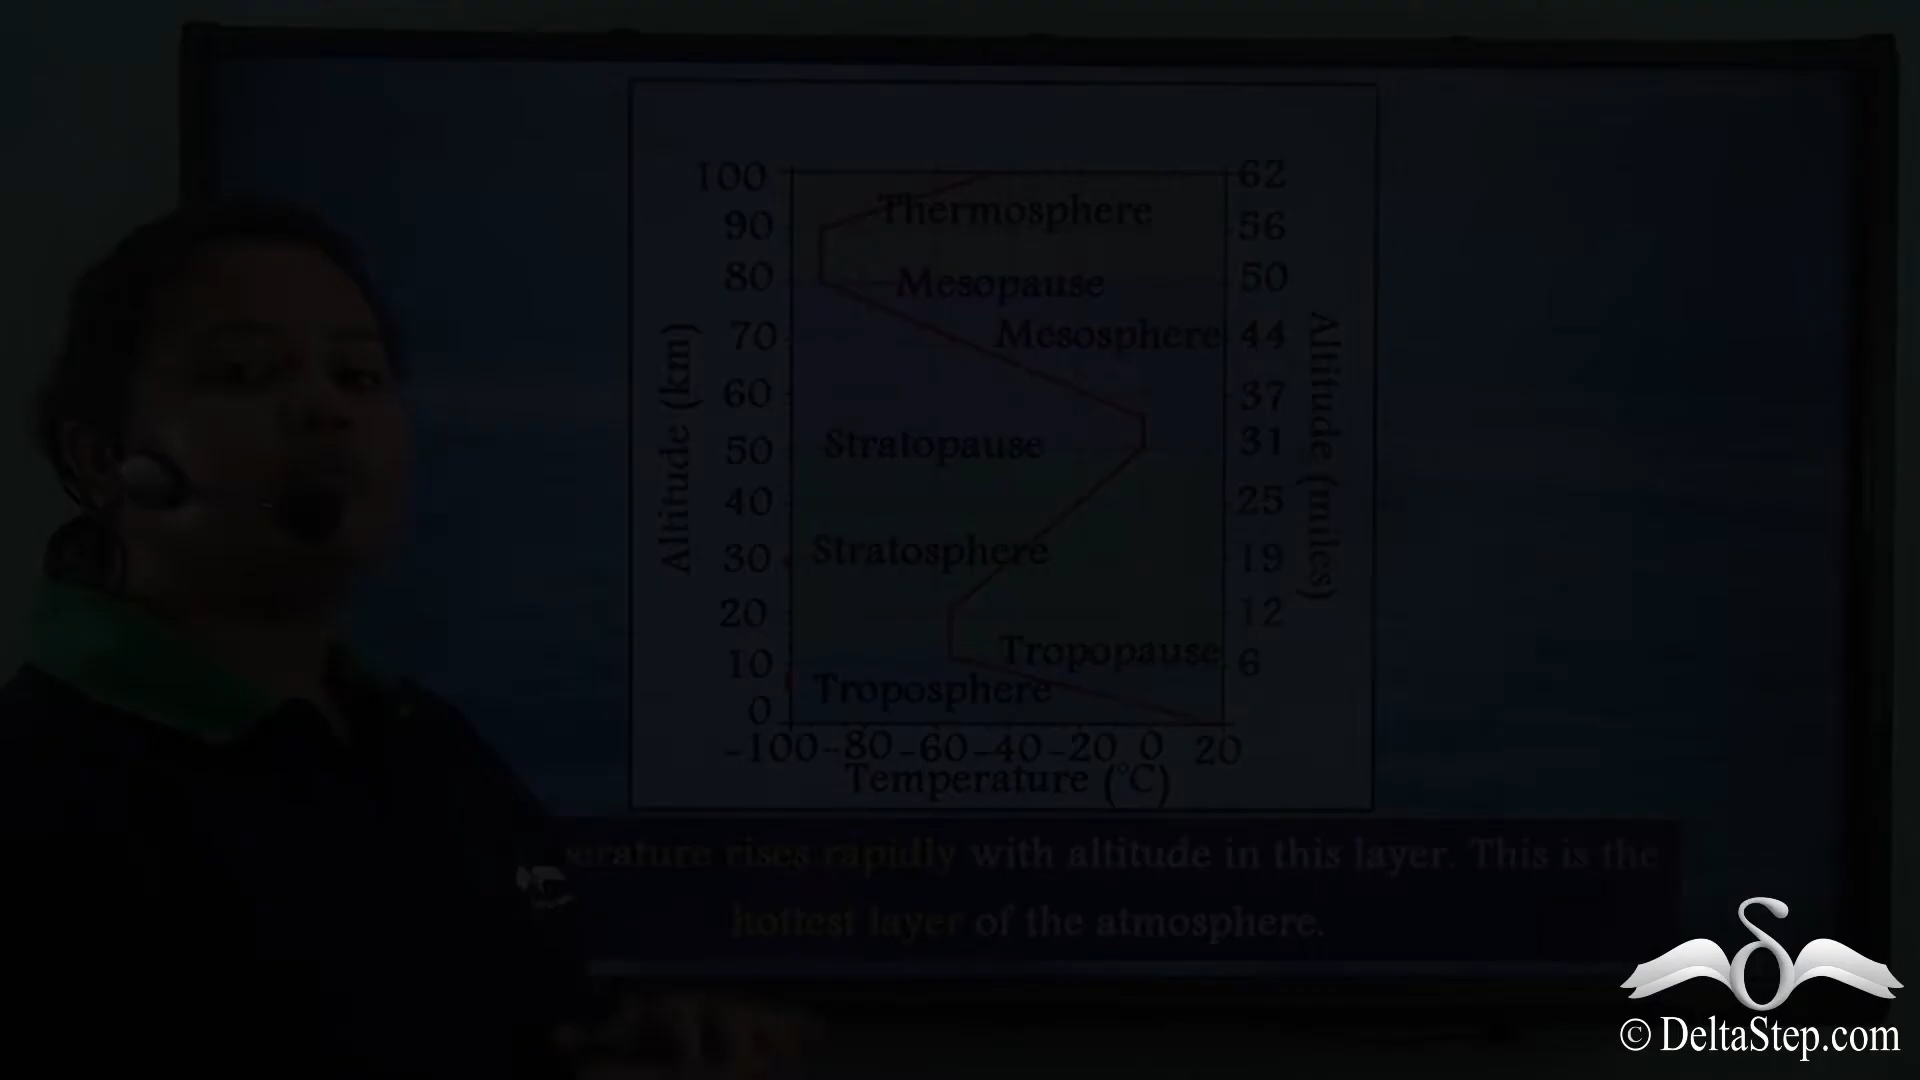 100
62
Thermosphere
90
56
80
Mesopause
50
70
Mesosphere
44
60
37
Stratopause
50
31
40
25
Stratosphere
30
19
20
12
Tropopause
10
6
Troposphere
0
-100 -80 -60 -40 -20 0 20
Temperature (°C)
Altitude (km)
Altitude (miles)
rises rapidly with altitude in this layer. This is the
hottest layer of the atmosphere.
© DeltaStep.com